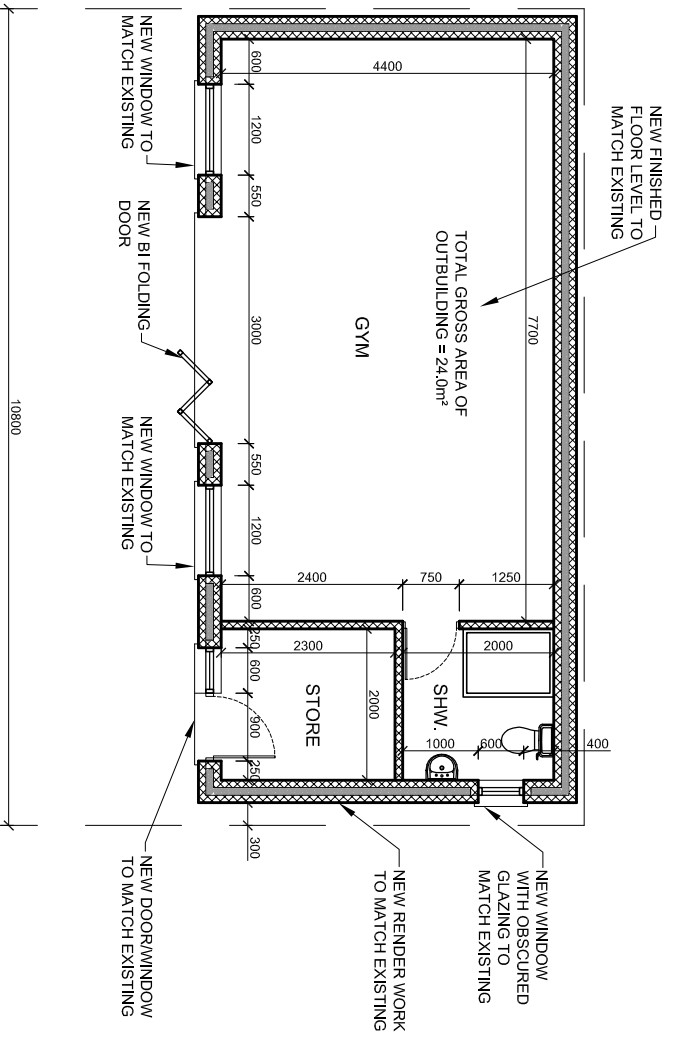 NEW FINISHED
FLOOR LEVEL TO
MATCH EXISTING
NEW WINDOW
WITH OBSCURED
GLAZING TO
MATCH EXISTING
NEW RENDER WORK
TO MATCH EXISTING
7700
400
4400
TOTAL GROSS AREA OF
OUTBUILDING = 24.0m²
GYM
1250
750
2400
2000
SHW.
1000
600
2300
2000
STORE
600
1200
550
3000
550
1200
600
250
600
900
250
300
NEW WINDOW TO
MATCH EXISTING
NEW BI FOLDING
DOOR
NEW WINDOW TO
MATCH EXISTING
NEW DOOR/WINDOW
TO MATCH EXISTING
10800